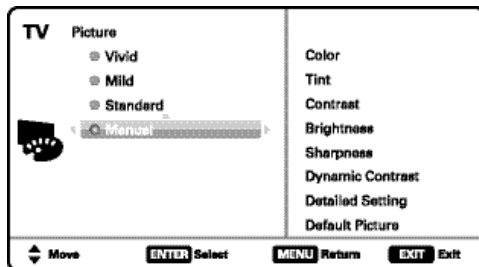 TV Picture
Vivid
Mild
Standard
Manual
Color
Tint
Contrast
Brightness
Sharpness
Dynamic Contrast
Detailed Setting
Default Picture
Move ENTER Select MENU Return EXIT Exit